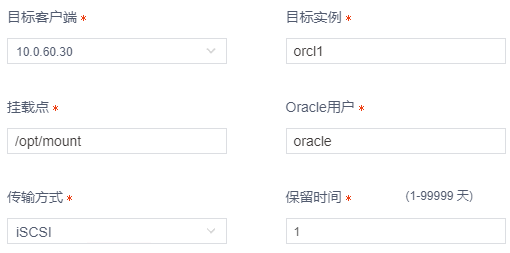 目标客户端 * 目标实例 *
10.0.60.30 orcl1
挂载点 * Oracle用户 *
/opt/mount oracle
传输方式 * 保留时间 * (1-99999 天)
iSCSI 1